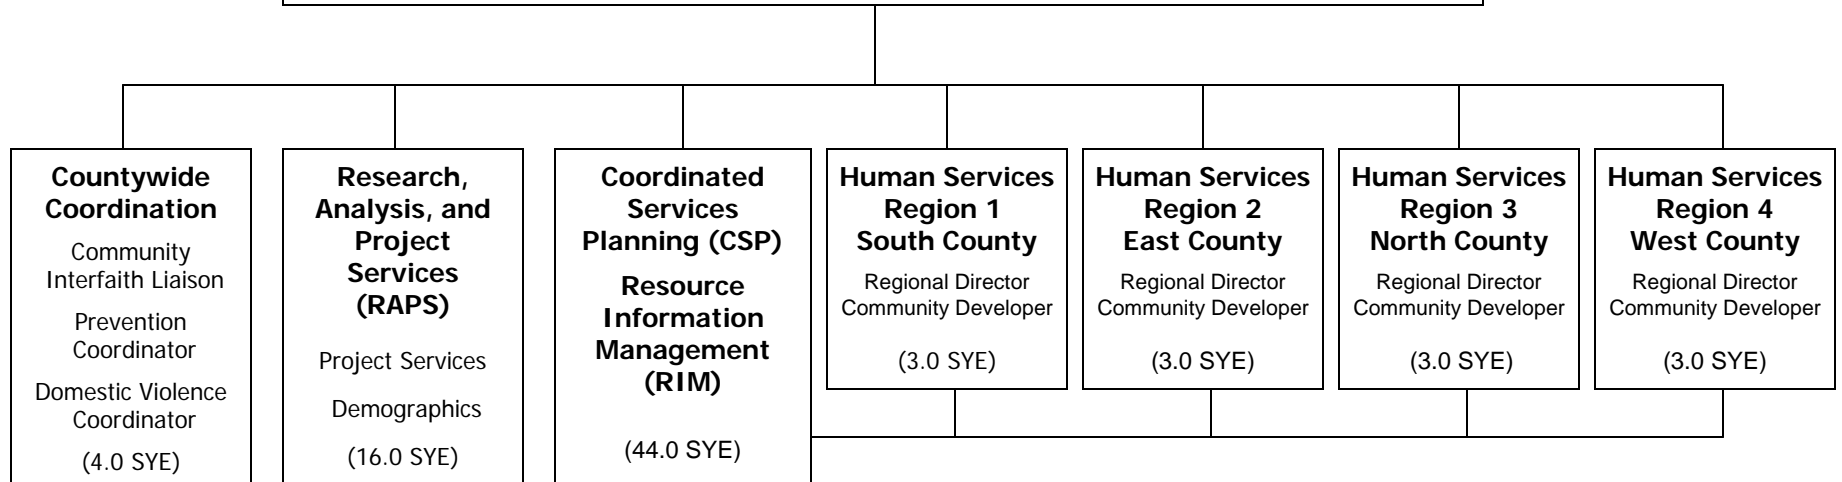 Countywide
Coordination
Community
Interfaith Liaison
Prevention
Coordinator
Domestic Violence
Coordinator
(4.0 SYE)
Research,
Analysis, and
Project
Services
(RAPS)
Project Services
Demographics
(16.0 SYE)
Coordinated
Services
Planning (CSP)
Resource
Information
Management
(RIM)
(44.0 SYE)
Human Services
Region 1
South County
Regional Director
Community Developer
(3.0 SYE)
Human Services
Region 2
East County
Regional Director
Community Developer
(3.0 SYE)
Human Services
Region 3
North County
Regional Director
Community Developer
(3.0 SYE)
Human Services
Region 4
West County
Regional Director
Community Developer
(3.0 SYE)